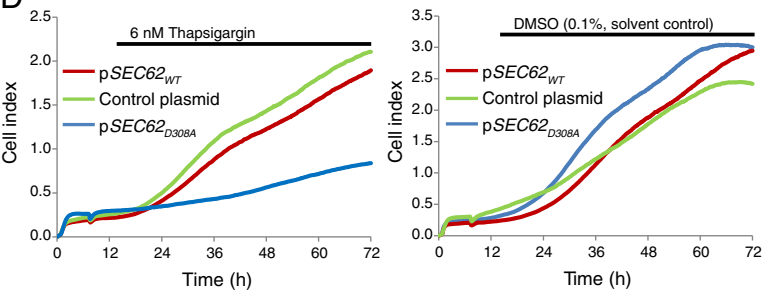 D
6 nM Thapsigargin
Cell index
2.5
2.0
1.5
1.0
0.5
0.0
pSEC62WT
Control plasmid
pSEC62D308A
0 12 24 36 48 60 72
Time (h)
DMSO (0.1%, solvent control)
Cell index
3.5
3.0
2.5
2.0
1.5
1.0
0.5
0.0
pSEC62WT
Control plasmid
pSEC62D308A
0 12 24 36 48 60 72
Time (h)